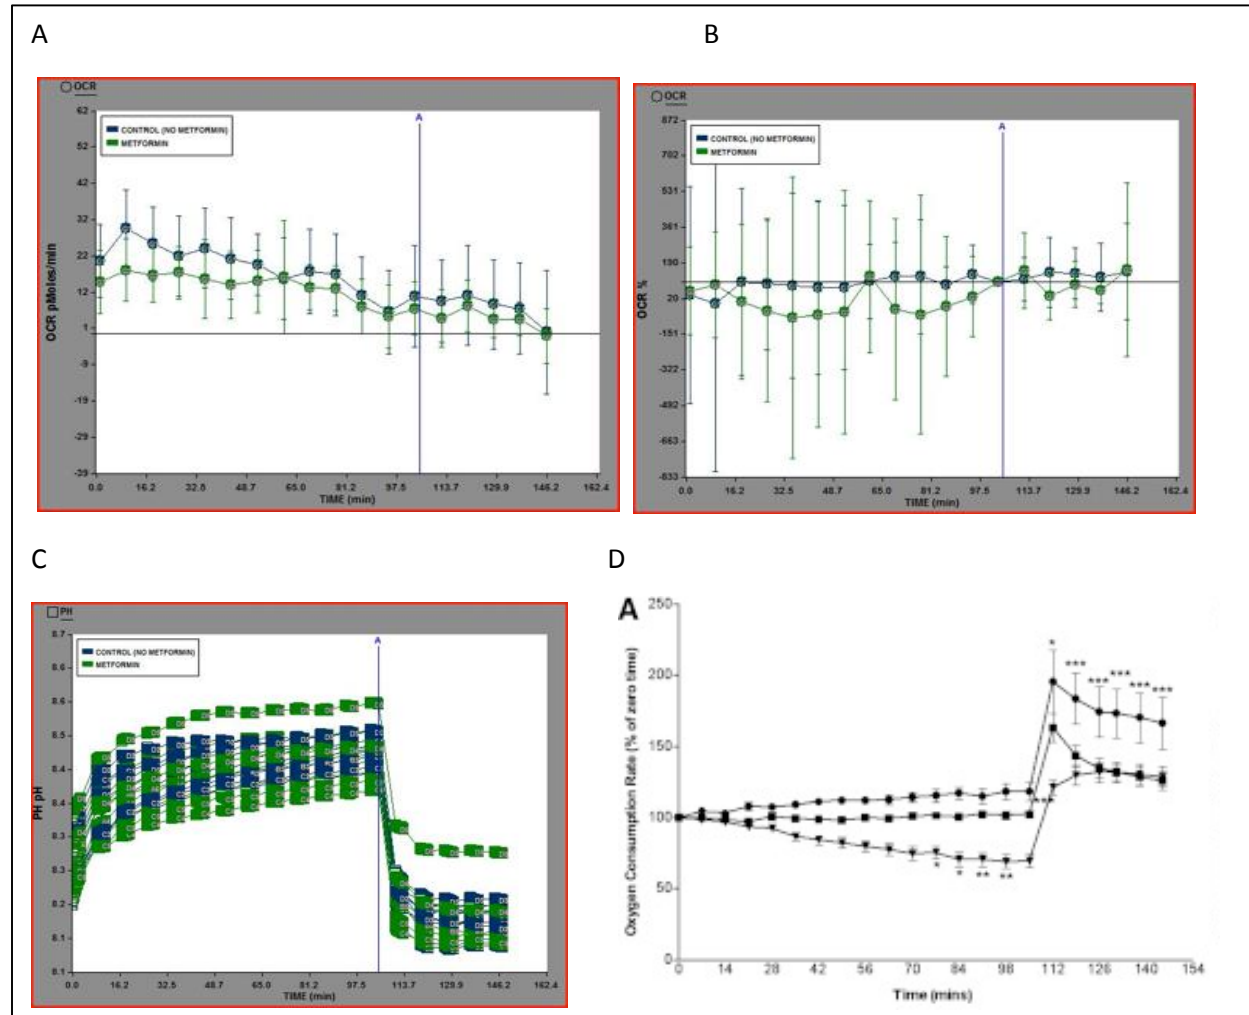 A
B
OCR
CONTROL (NO METFORMIN)
METFORMIN
A
62
52
42
32
22
12
1
-9
-19
-29
-39
OCR pMoles/min
0.0 16.2 32.5 48.7 65.0 81.2 97.5 113.7 129.9 146.2 162.4
TIME (min)
OCR
CONTROL (NO METFORMIN)
METFORMIN
A
872
702
531
361
190
20
-151
-322
-492
-663
-833
OCR %
0.0 16.2 32.5 48.7 65.0 81.2 97.5 113.7 129.9 146.2 162.4
TIME (min)
C
D
PH
CONTROL (NO METFORMIN)
METFORMIN
A
8.7
8.6
8.6
8.5
8.4
8.4
8.3
8.3
8.2
8.1
8.1
PH pH
0.0 16.2 32.5 48.7 65.0 81.2 97.5 113.7 129.9 146.2 162.4
TIME (min)
A
250
200
150
100
50
0
Oxygen Consumption Rate (% of zero time)
* *** *** *** *** ***
***
* * ** **
0 14 28 42 56 70 84 98 112 126 140 154
Time (mins)